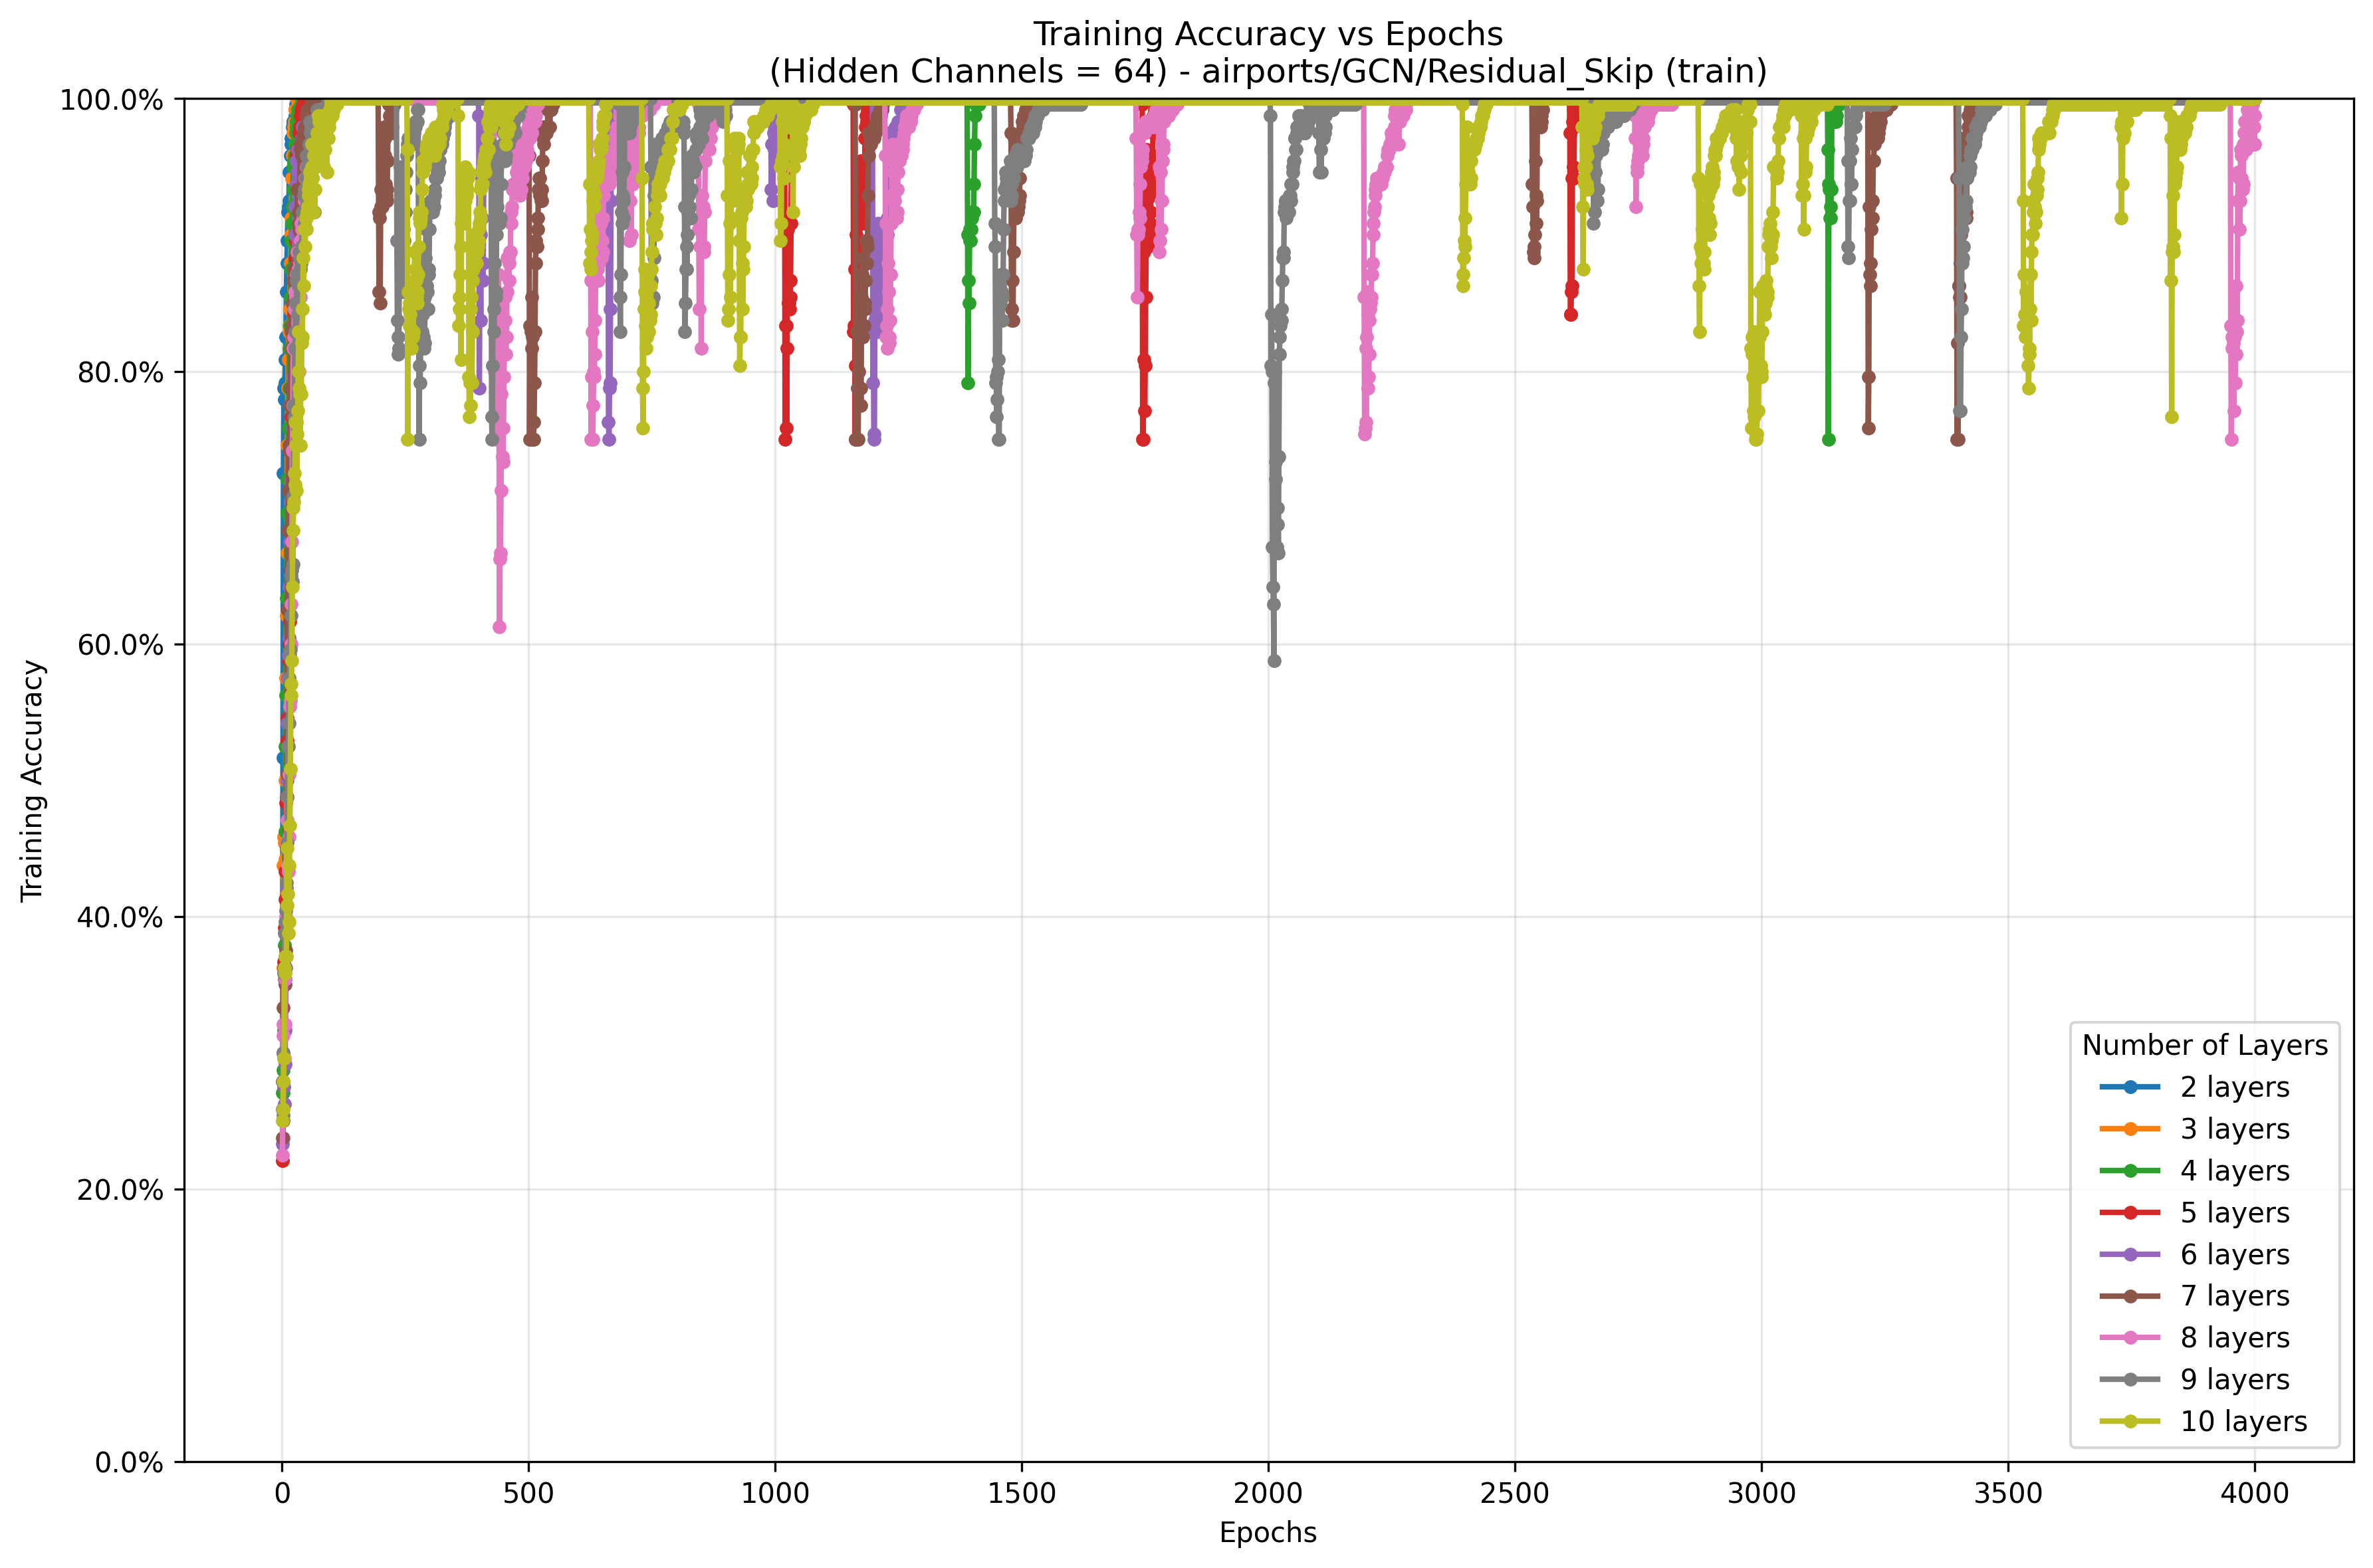 Training Accuracy vs Epochs
(Hidden Channels = 64) - airports/GCN/Residual_Skip (train)
Training Accuracy
100.0%
80.0%
60.0%
40.0%
20.0%
0.0%
0
500
1000
1500
2000
2500
3000
3500
4000
Epochs
Number of Layers
2 layers
3 layers
4 layers
5 layers
6 layers
7 layers
8 layers
9 layers
10 layers